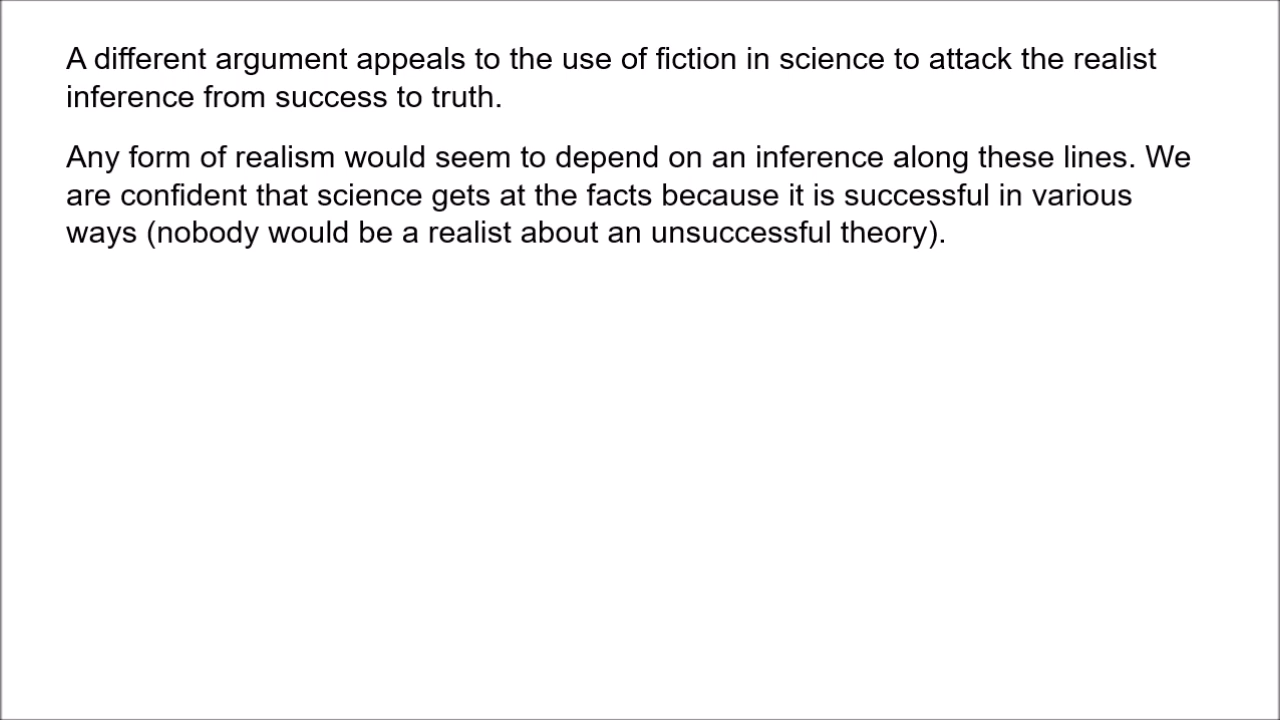 A different argument appeals to the use of fiction in science to attack the realist
inference from success to truth.
Any form of realism would seem to depend on an inference along these lines. We
are confident that science gets at the facts because it is successful in various
ways (nobody would be a realist about an unsuccessful theory).